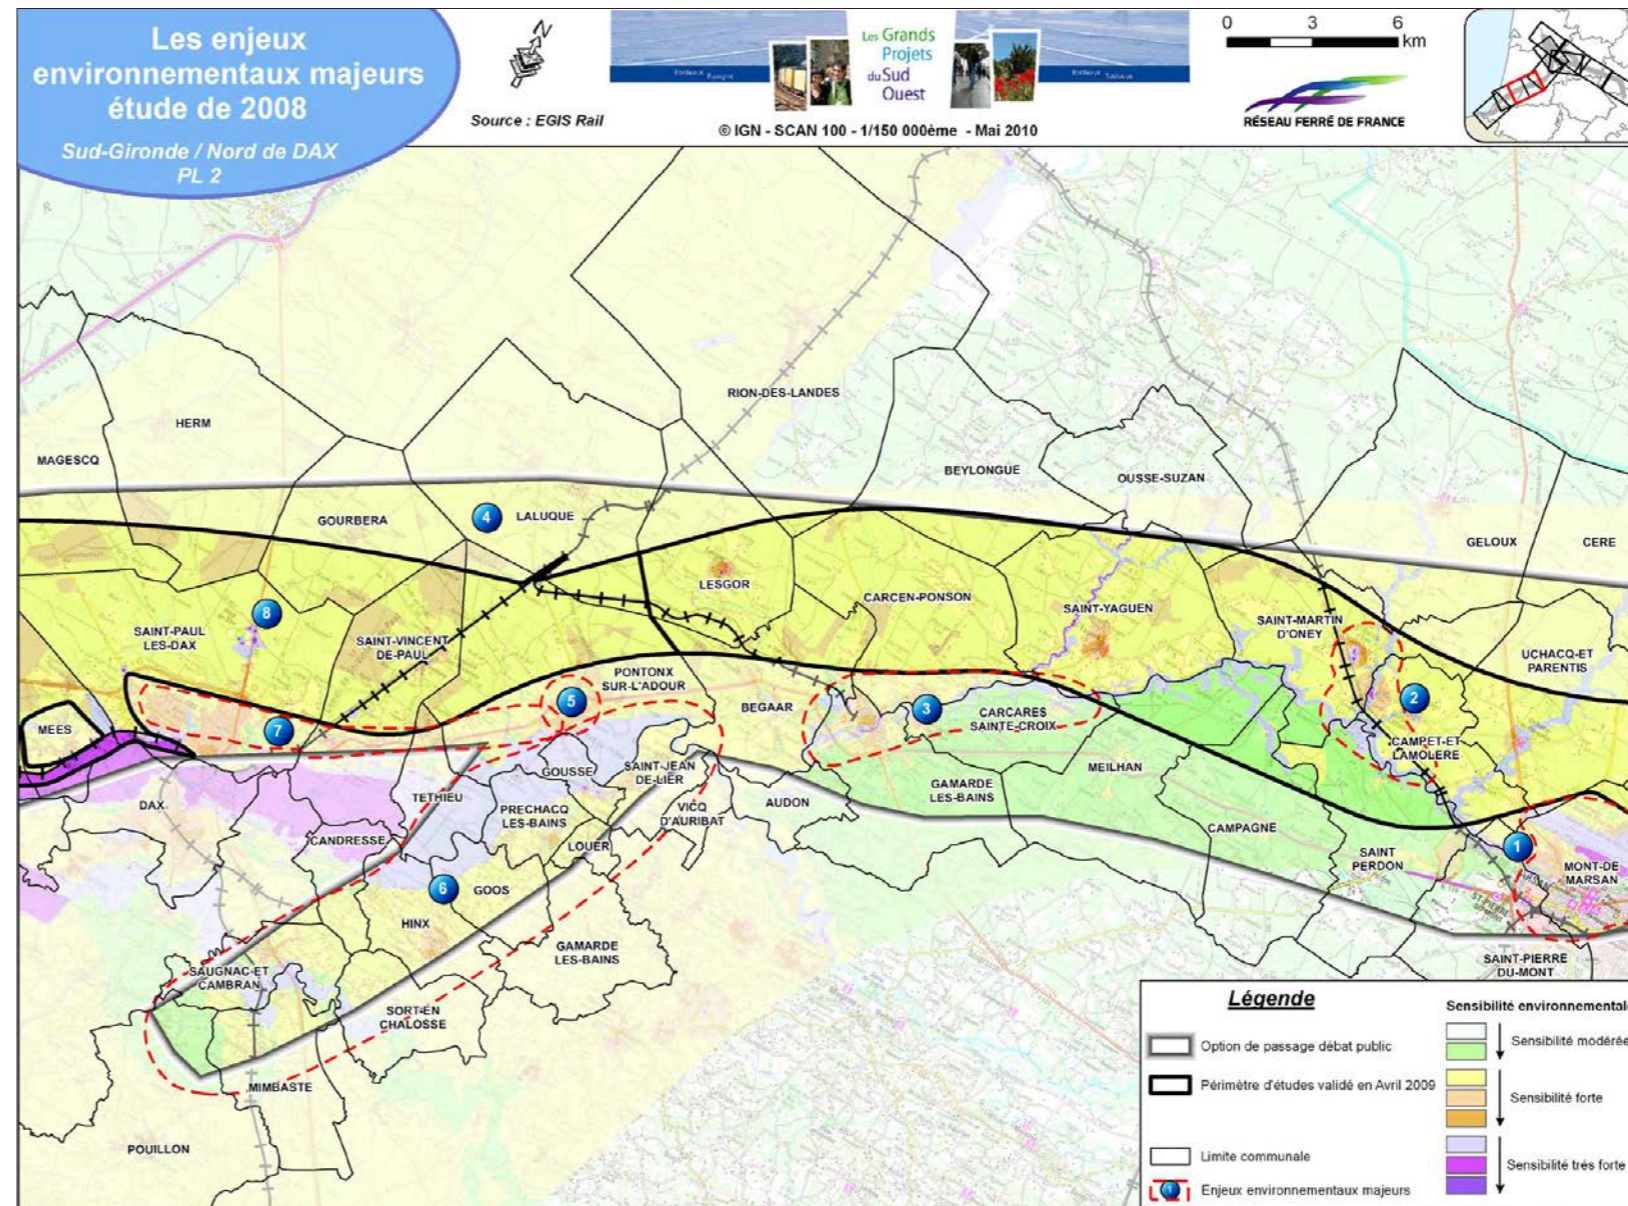 Les enjeux
environnementaux majeurs
étude de 2008
Sud-Gironde / Nord de DAX
PL 2
N
Source : EGIS Rail
Les Grands
Projets
du Sud
Ouest
© IGN - SCAN 100 - 1/150 000ème - Mai 2010
0 3 6
km
RÉSEAU FERRÉ DE FRANCE
RION-DES-LANDES
HERM
MAGESCQ
BEYLONGUE
OUSSE-SUZAN
GOURBERA
4
LALUQUE
GELOUX
CERE
LESGOR
CARCEN-PONSON
SAINT-YAGUEN
8
SAINT-PAUL
LES-DAX
SAINT-VINCENT
DE-PAUL
SAINT-MARTIN
D'ONEY
UCHACQ-ET
PARENTIS
PONTONX
SUR-L'ADOUR
5
BEGAAR
3
CARCARES
SAINTE-CROIX
2
MEES
7
CAMPET-ET
LAMOLERE
GOUSSE
SAINT-JEAN
DE-LIER
MEILHAN
DAX
TETHIEU
PRECHACQ
LES-BAINS
VICQ
D'AURIBAT
AUDON
GAMARDE
LES-BAINS
CANDRESSE
LOUER
CAMPAGNE
SAINT
PERDON
1
MONT-DE
MARSAN
6
GOOS
HINX
GAMARDE
LES-BAINS
SAINT-PIERRE
DU-MONT
SAUGNAC-ET
CAMBRAN
SORT-EN
CHALOSSE
MIMBASTE
POUILLON
Légende
Option de passage débat public
Périmètre d'études validé en Avril 2009
Limite communale
1 Enjeux environnementaux majeurs
Sensibilité environnementale
Sensibilité modérée
Sensibilité forte
Sensibilité trés forte